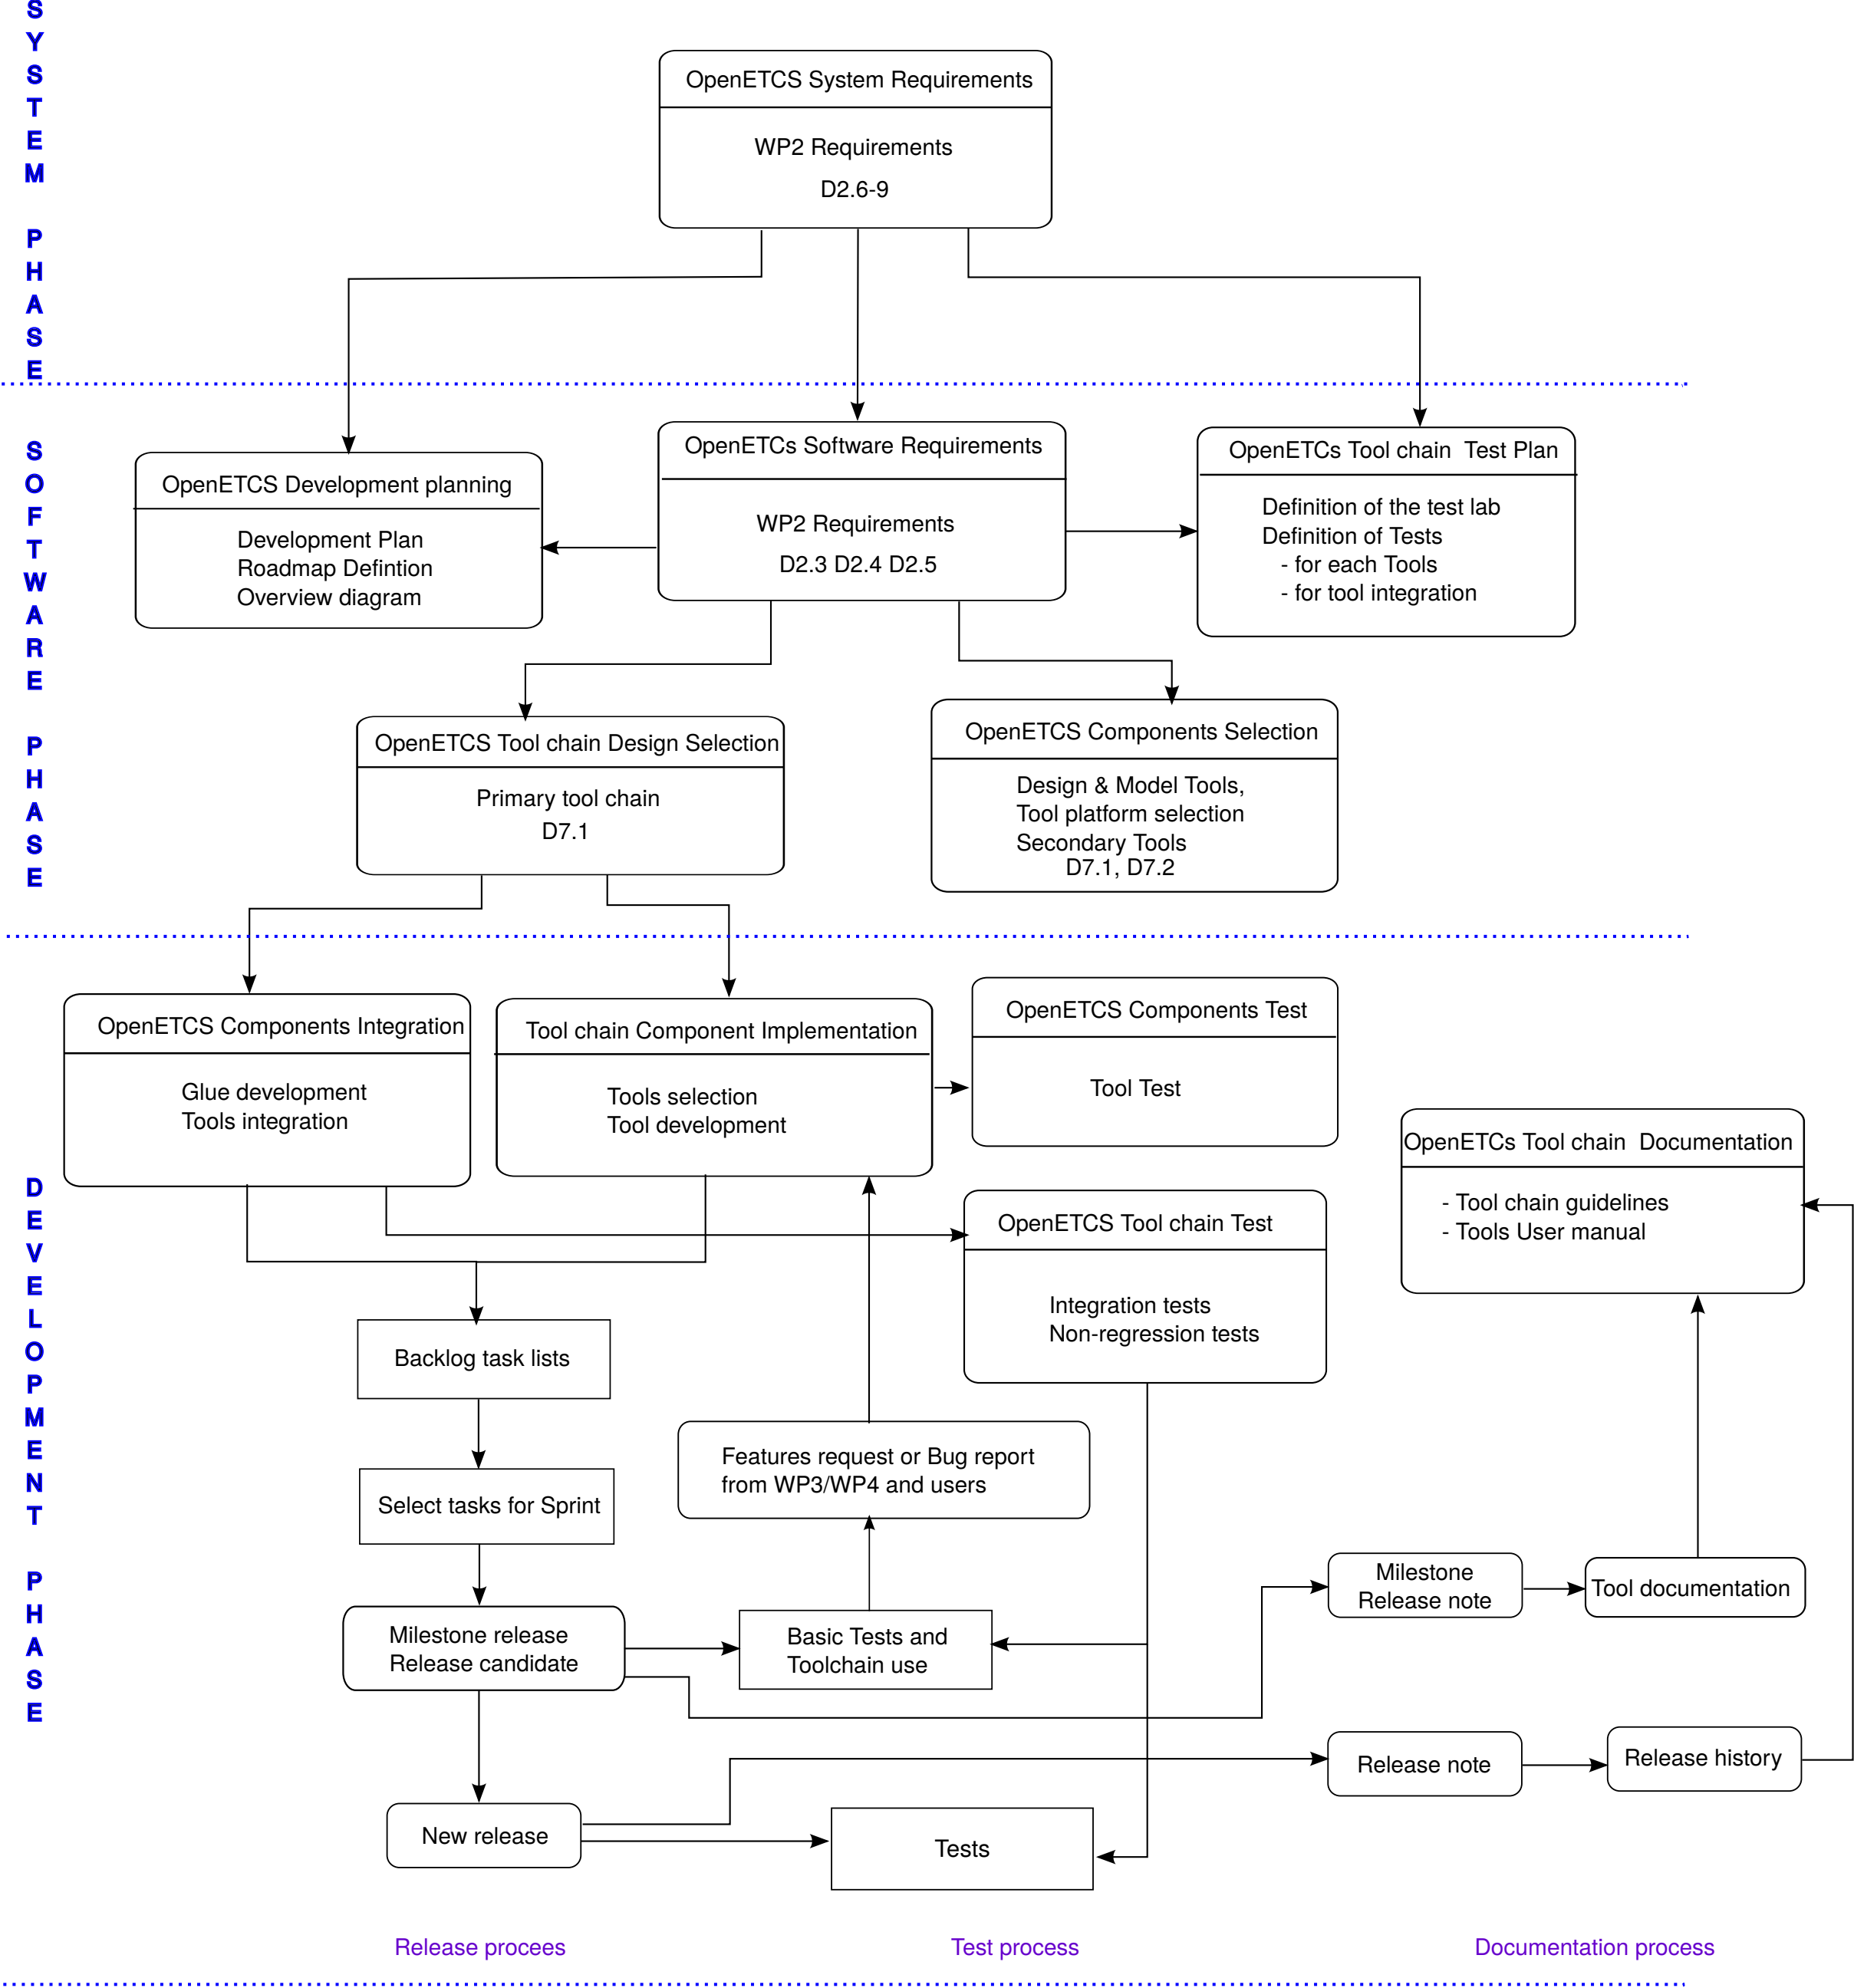 SYSTEM PHASE
OpenETCS System Requirements
WP2 Requirements
D2.6-9
SOFTWARE PHASE
OpenETCS Development planning
Development Plan
Roadmap Defintion
Overview diagram
OpenETCs Software Requirements
WP2 Requirements
D2.3 D2.4 D2.5
OpenETCs Tool chain Test Plan
Definition of the test lab
Definition of Tests
- for each Tools
- for tool integration
OpenETCS Tool chain Design Selection
Primary tool chain
D7.1
OpenETCS Components Selection
Design & Model Tools,
Tool platform selection
Secondary Tools
D7.1, D7.2
DEVELOPMENT PHASE
OpenETCS Components Integration
Glue development
Tools integration
Tool chain Component Implementation
Tools selection
Tool development
OpenETCS Components Test
Tool Test
OpenETCs Tool chain Documentation
- Tool chain guidelines
- Tools User manual
OpenETCS Tool chain Test
Integration tests
Non-regression tests
Backlog task lists
Features request or Bug report
from WP3/WP4 and users
Select tasks for Sprint
Milestone release
Release candidate
Basic Tests and
Toolchain use
Milestone
Release note
Tool documentation
Release note
Release history
New release
Tests
Release procees
Test process
Documentation process